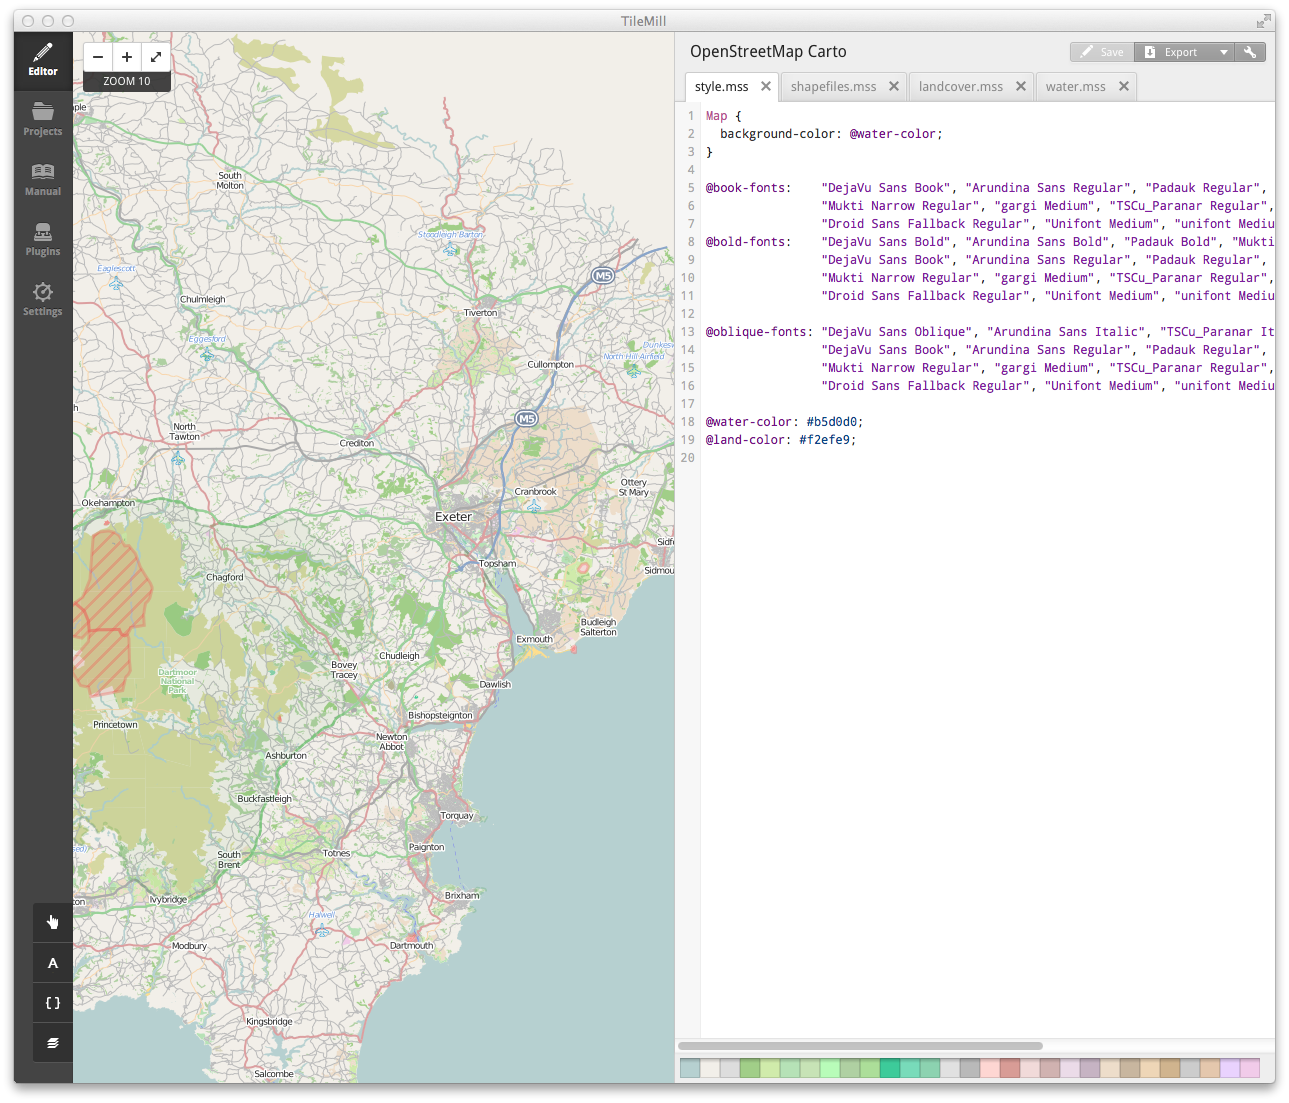 TileMill
Editor
Projects
Manual
Plugins
Settings
ZOOM 10
A
{ }
ple
South
Molton
Stoodleigh Barton
Eaglescott
M5
Chulmleigh
Tiverton
Eggesford
Dunkesw
North Hill Airfield
Cullompton
h
M5
North
Tawton
Crediton
Ottery
St Mary
Cranbrook
Okehampton
Exeter
Sidf
Topsham
Sidmou
Chagford
Budleigh
Salterton
Exmouth
Chudleigh
Bovey
Tracey
Dartmoor
National
Park
Dawlish
Bishopsteignton
Princetown
Newton
Abbot
Ashburton
Buckfastleigh
Torquay
Paignton
sed)
South
Brent
Totnes
Brixham
ton
Ivybridge
Halwell
Modbury
Dartmouth
Kingsbridge
Salcombe
OpenStreetMap Carto
Save
Export
style.mss
shapefiles.mss
landcover.mss
water.mss
1 Map {
2 background-color: @water-color;
3 }
4
5 @book-fonts: "DejaVu Sans Book", "Arundina Sans Regular", "Padauk Regular",
6 "Mukti Narrow Regular", "gargi Medium", "TSCu_Paranar Regular",
7 "Droid Sans Fallback Regular", "Unifont Medium", "unifont Mediu
8 @bold-fonts: "DejaVu Sans Bold", "Arundina Sans Bold", "Padauk Bold", "Mukti
9 "DejaVu Sans Book", "Arundina Sans Regular", "Padauk Regular",
10 "Mukti Narrow Regular", "gargi Medium", "TSCu_Paranar Regular",
11 "Droid Sans Fallback Regular", "Unifont Medium", "unifont Mediu
12
13 @oblique-fonts: "DejaVu Sans Oblique", "Arundina Sans Italic", "TSCu_Paranar It
14 "DejaVu Sans Book", "Arundina Sans Regular", "Padauk Regular",
15 "Mukti Narrow Regular", "gargi Medium", "TSCu_Paranar Regular",
16 "Droid Sans Fallback Regular", "Unifont Medium", "unifont Mediu
17
18 @water-color: #b5d0d0;
19 @land-color: #f2efe9;
20